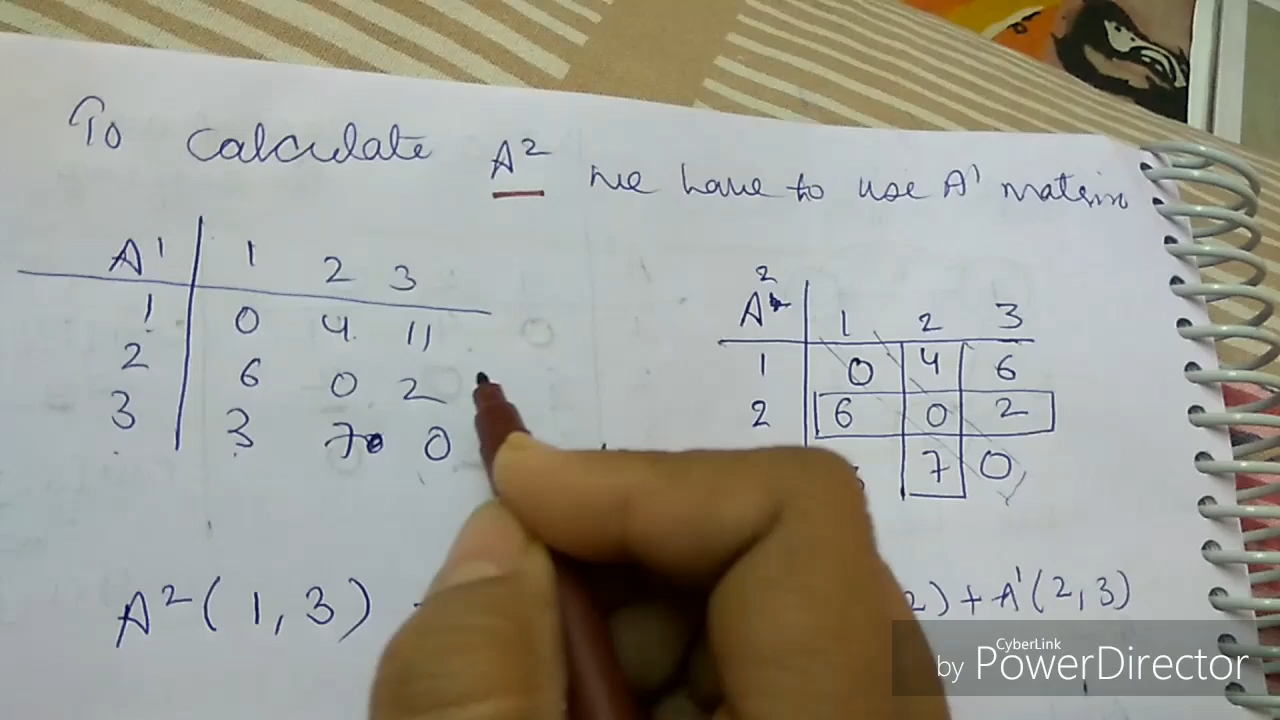 To calculate A² we have to use A¹ matrix
A¹ 1 2 3
1 0 4 11
2 6 0 2
3 3 7 0
A² 1 2 3
1 0 4 6
2 6 0 2
7 0
A²(1,3)
2) + A¹(2,3)
CyberLink
by PowerDirector